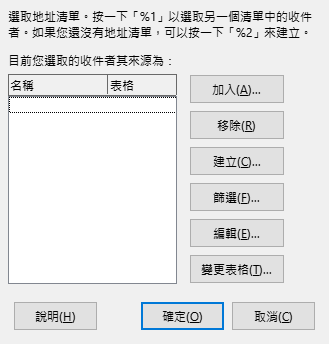 選取地址清單。按一下「%1」以選取另一個清單中的收件
者。如果您還沒有地址清單，可以按一下「%2」來建立。
目前您選取的收件者其來源為：
名稱 表格
加入(A)...
移除(R)
建立(C)...
篩選(F)...
編輯(E)...
變更表格(T)...
說明(H) 確定(O) 取消(C)